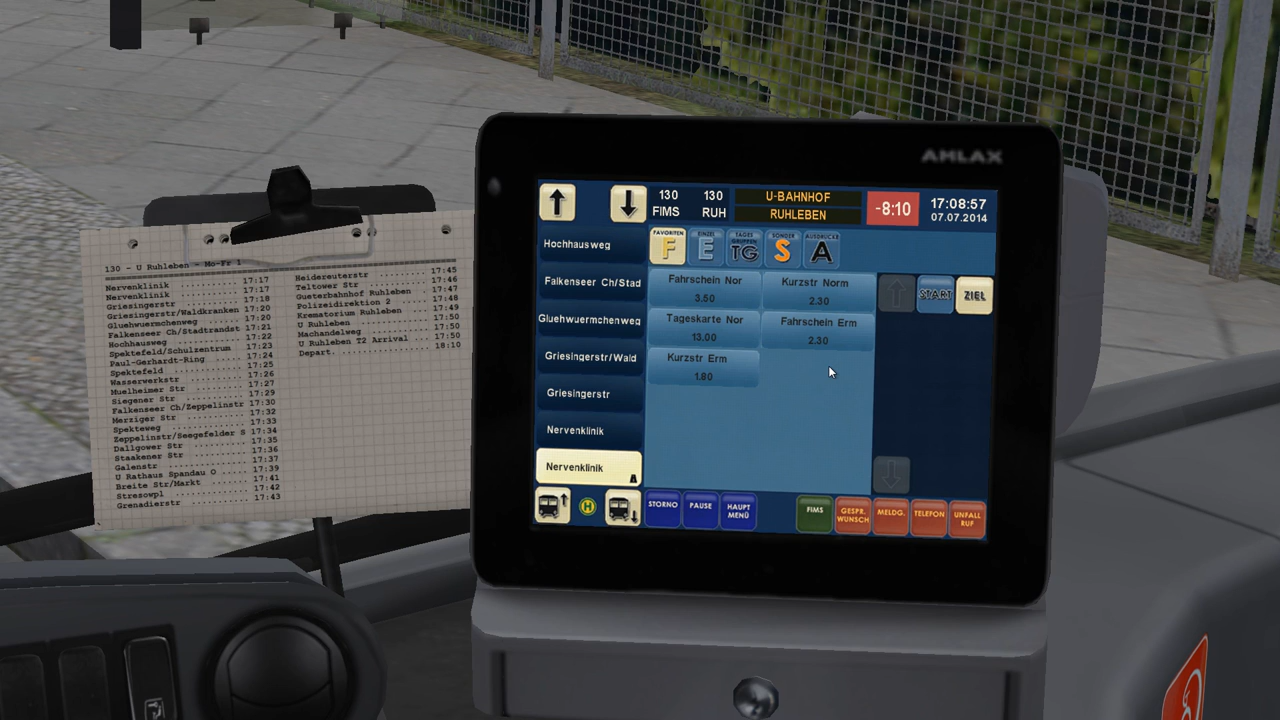 AHLAX
130 - U Ruhleben - Mo-Fr 1
Nervenklinik ............ 17:17
Nervenklinik ............ 17:17
Griesingerstr ........... 17:18
Griesingerstr/Waldkranken 17:20
Gluehwuermchenweg ....... 17:20
Falkenseer Ch/Stadtrandst 17:21
Hochhausweg ............. 17:22
Spektefeld/Schulzentrum 17:23
Paul-Gerhardt-Ring ...... 17:24
Spektefeld .............. 17:25
Wasserwerkstr ........... 17:26
Muelheimer Str .......... 17:27
Siegener Str ............ 17:29
Falkenseer Ch/Zeppelinstr 17:30
Merziger Str ............ 17:32
Spekteweg ............... 17:33
Zeppelinstr/Seegefelder S 17:34
Dallgower Str ........... 17:35
Staakener Str ........... 17:36
Galenstr ................ 17:37
U Rathaus Spandau O ..... 17:39
Breite Str/Markt ........ 17:41
Stresowpl ............... 17:42
Grenadierstr ............ 17:43
Heidereuterstr .......... 17:45
Teltower Str ............ 17:46
Gueterbahnhof Ruhleben .. 17:47
Polizeidirektion 2 ...... 17:48
Krematorium Ruhleben .... 17:49
U Ruhleben .............. 17:50
Machandelweg ............ 17:50
U Ruhleben T2 Arrival ... 17:50
Depart. ................. 18:10
130 130 U-BAHNHOF
FIMS RUH RUHLEBEN
-8:10
17:08:57
07.07.2014
Hochhausweg
Falkenseer Ch/Stad
Gluehwuermchenweg
Griesingerstr/Wald
Griesingerstr
Nervenklinik
Nervenklinik
FAVORITEN
F
EINZEL
E
TAGES
GRUPPEN
TG
SONDER
S
AUSDRUCKE
A
Fahrschein Nor
3.50
Kurzstr Norm
2.30
Tageskarte Nor
13.00
Fahrschein Erm
2.30
Kurzstr Erm
1.80
START
ZIEL
H
STORNO
PAUSE
HAUPT
MENÜ
FIMS
GESPR.
WUNSCH
MELDG.
TELEFON
UNFALL
RUF